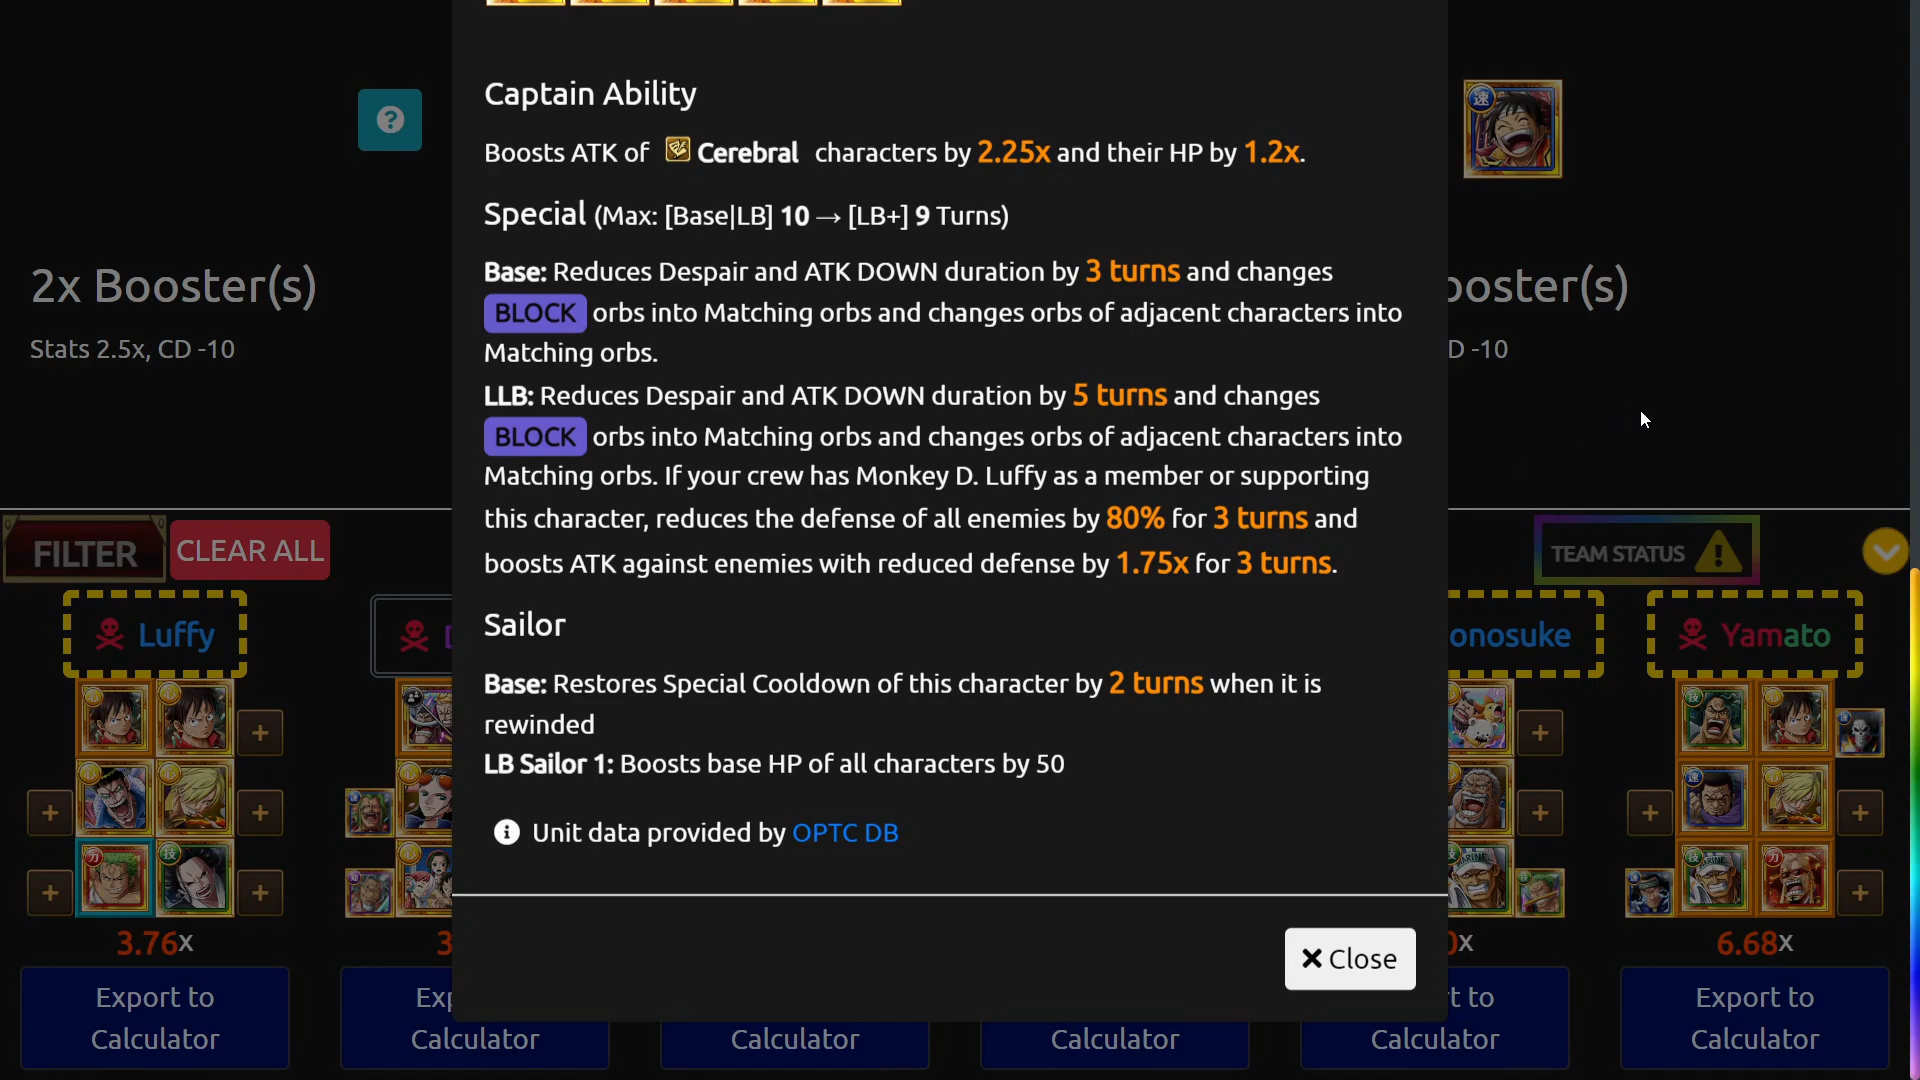 Captain Ability
Boosts ATK of Cerebral characters by 2.25x and their HP by 1.2x.
Special (Max: [Base|LB] 10 → [LB+] 9 Turns)
Base: Reduces Despair and ATK DOWN duration by 3 turns and changes
BLOCK orbs into Matching orbs and changes orbs of adjacent characters into
Matching orbs.
LLB: Reduces Despair and ATK DOWN duration by 5 turns and changes
BLOCK orbs into Matching orbs and changes orbs of adjacent characters into
Matching orbs. If your crew has Monkey D. Luffy as a member or supporting
this character, reduces the defense of all enemies by 80% for 3 turns and
boosts ATK against enemies with reduced defense by 1.75x for 3 turns.
Sailor
Base: Restores Special Cooldown of this character by 2 turns when it is
rewinded
LB Sailor 1: Boosts base HP of all characters by 50
Unit data provided by OPTC DB
Close
2x Booster(s)
Stats 2.5x, CD -10
ooster(s)
D -10
FILTER
CLEAR ALL
TEAM STATUS
Luffy
onosuke
Yamato
3.76x
3
0x
6.68x
Export to
Calculator
Exp
Calculator
Calculator
Calculator
t to
Calculator
Export to
Calculator